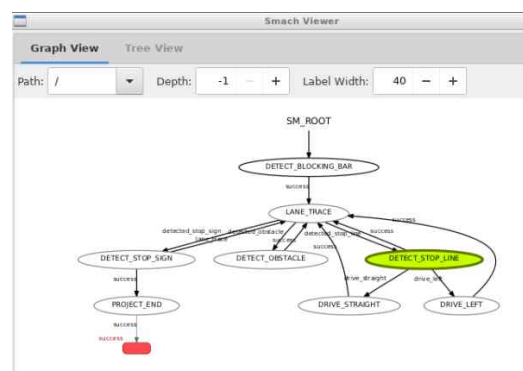 Smach Viewer
Graph View Tree View
Path: / Depth: -1 − + Label Width: 40 − +
SM_ROOT
DETECT_BLOCKING_BAR
success
LANE_TRACE
detected_stop_sign
lane_trace
detected_obstacle
success
detected_stop_line
success
success
success
DETECT_STOP_SIGN
DETECT_OBSTACLE
DETECT_STOP_LINE
success
drive_straight
drive_left
PROJECT_END
DRIVE_STRAIGHT
DRIVE_LEFT
success
success